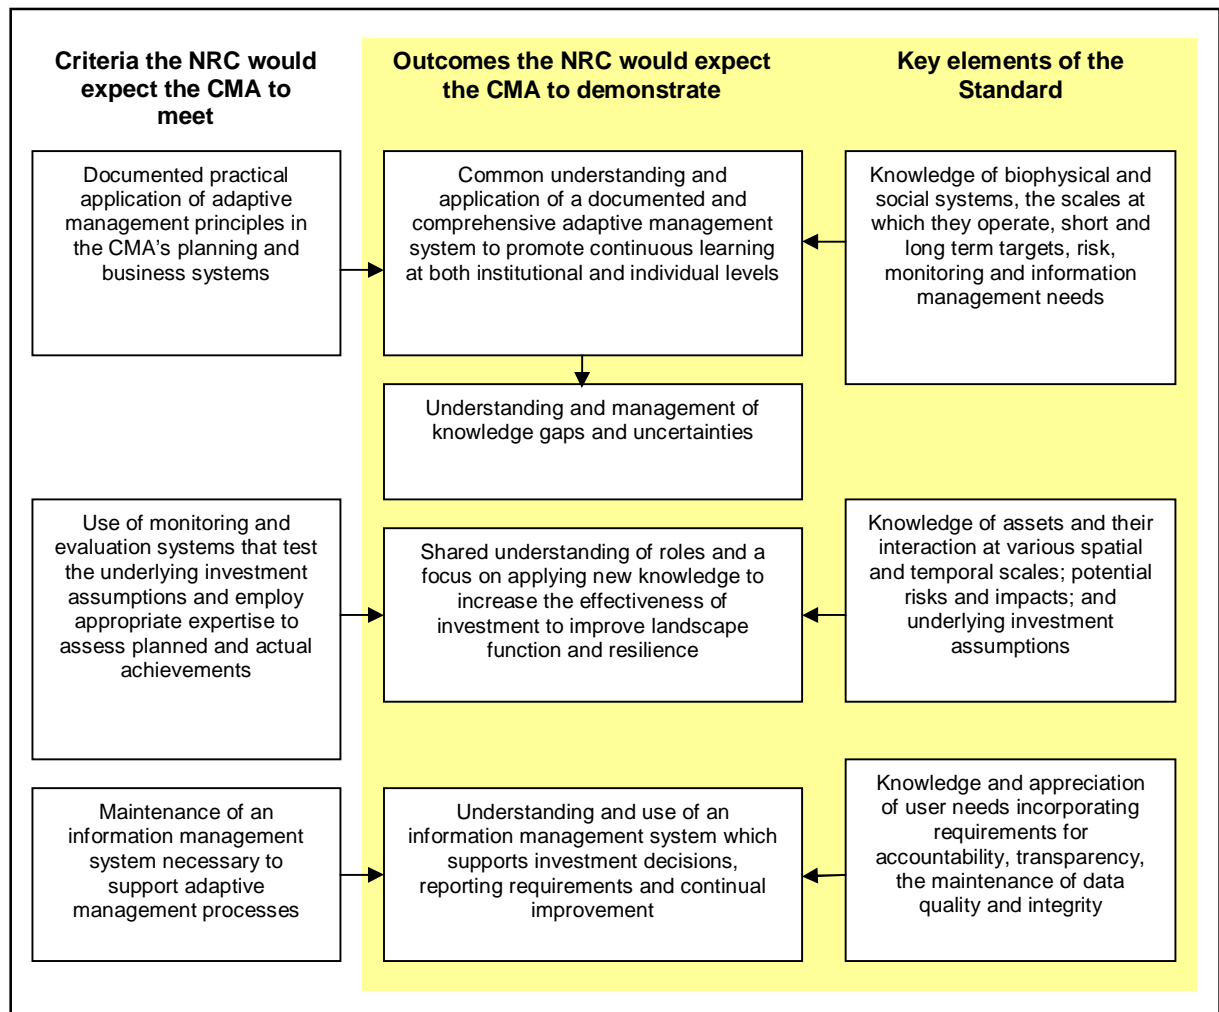 Criteria the NRC would
expect the CMA to
meet
Outcomes the NRC would expect
the CMA to demonstrate
Key elements of the
Standard
Documented practical
application of adaptive
management principles in
the CMA's planning and
business systems
Common understanding and
application of a documented and
comprehensive adaptive management
system to promote continuous learning
at both institutional and individual levels
Knowledge of biophysical and
social systems, the scales at
which they operate, short and
long term targets, risk,
monitoring and information
management needs
Understanding and management of
knowledge gaps and uncertainties
Use of monitoring and
evaluation systems that test
the underlying investment
assumptions and employ
appropriate expertise to
assess planned and actual
achievements
Shared understanding of roles and a
focus on applying new knowledge to
increase the effectiveness of
investment to improve landscape
function and resilience
Knowledge of assets and their
interaction at various spatial
and temporal scales; potential
risks and impacts; and
underlying investment
assumptions
Maintenance of an
information management
system necessary to
support adaptive
management processes
Understanding and use of an
information management system which
supports investment decisions,
reporting requirements and continual
improvement
Knowledge and appreciation
of user needs incorporating
requirements for
accountability, transparency,
the maintenance of data
quality and integrity